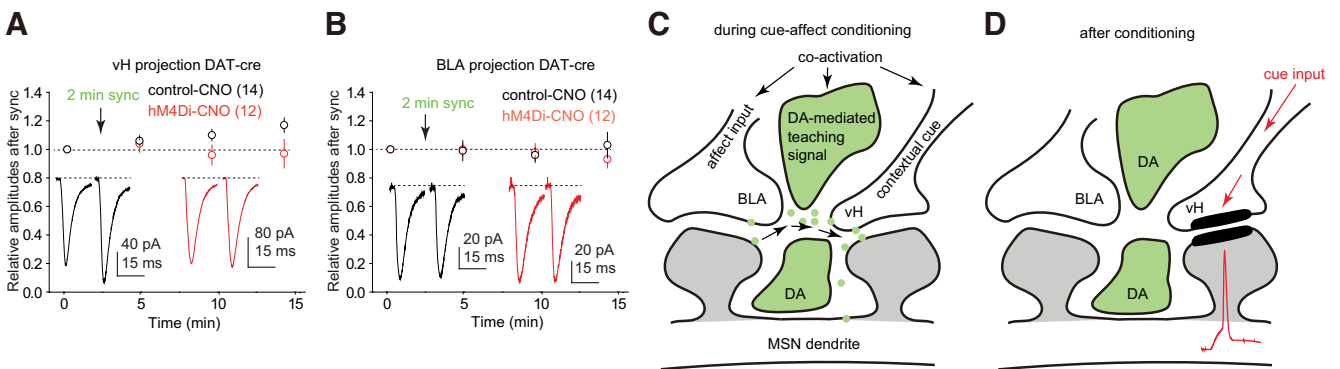 A
vH projection DAT-cre
2 min sync
control-CNO (14)
hM4Di-CNO (12)
Relative amplitudes after sync
1.4
1.2
1.0
0.8
0.6
0.4
0.2
0.0
40 pA
15 ms
80 pA
15 ms
0
5
10
15
Time (min)
B
BLA projection DAT-cre
2 min sync
control-CNO (14)
hM4Di-CNO (12)
Relative amplitudes after sync
1.4
1.2
1.0
0.8
0.6
0.4
0.2
0.0
20 pA
15 ms
20 pA
15 ms
0
5
10
15
Time (min)
C
during cue-affect conditioning
co-activation
affect input
DA-mediated
teaching
signal
contextual cue
BLA
vH
DA
MSN dendrite
D
after conditioning
cue input
DA
BLA
vH
DA